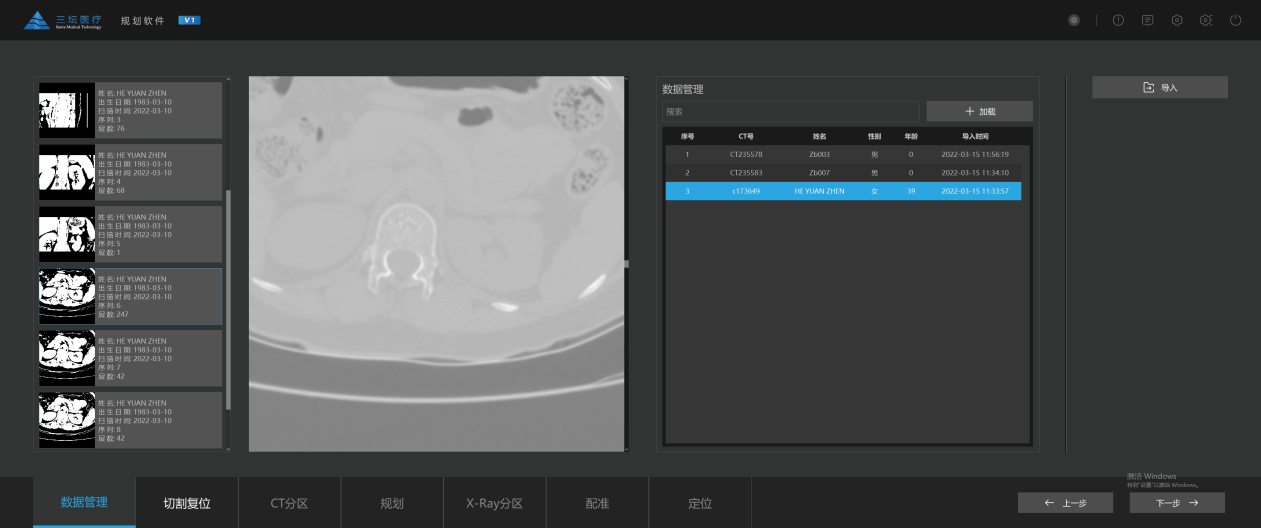 三坛医疗
Santan Medical Technology
规划软件
V1
姓名: HE YUAN ZHEN
出生日期: 1983-03-10
扫描时间: 2022-03-10
序列: 3
层数: 76
姓名: HE YUAN ZHEN
出生日期: 1983-03-10
扫描时间: 2022-03-10
序列: 4
层数: 68
姓名: HE YUAN ZHEN
出生日期: 1983-03-10
扫描时间: 2022-03-10
序列: 5
层数: 1
姓名: HE YUAN ZHEN
出生日期: 1983-03-10
扫描时间: 2022-03-10
序列: 6
层数: 247
姓名: HE YUAN ZHEN
出生日期: 1983-03-10
扫描时间: 2022-03-10
序列: 7
层数: 42
姓名: HE YUAN ZHEN
出生日期: 1983-03-10
扫描时间: 2022-03-10
序列: 8
层数: 42
数据管理
搜索
加载
序号 CT号 姓名 性别 年龄 导入时间
1 CT235578 Zb003 男 0 2022-03-15 11:56:19
2 CT235583 Zb007 男 0 2022-03-15 11:34:10
3 c173649 HE YUAN ZHEN 女 39 2022-03-15 11:33:57
导入
数据管理 切割复位 CT分区 规划 X-Ray分区 配准 定位
激活 Windows
转到"设置"以激活 Windows。
← 上一步
下一步 →